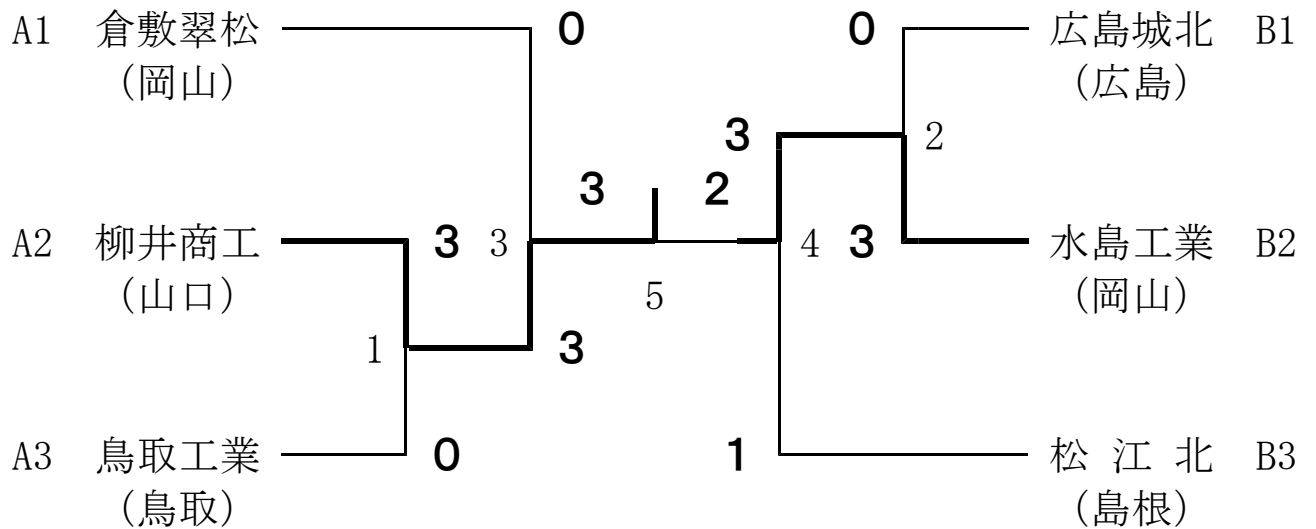 A1 倉敷翠松 0 0 広島城北 B1
(岡山) (広島)
3 2
3 2
A2 柳井商工 3 3 4 3 水島工業 B2
(山口) 5 (岡山)
1 3
A3 鳥取工業 0 1 松江北 B3
(鳥取) (島根)